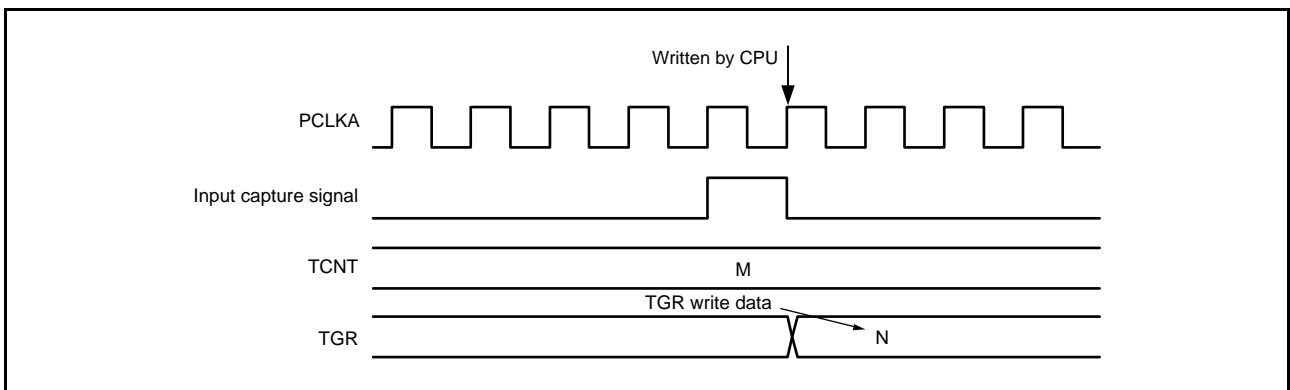 Written by CPU
PCLKA
Input capture signal
TCNT
M
TGR write data
TGR
N